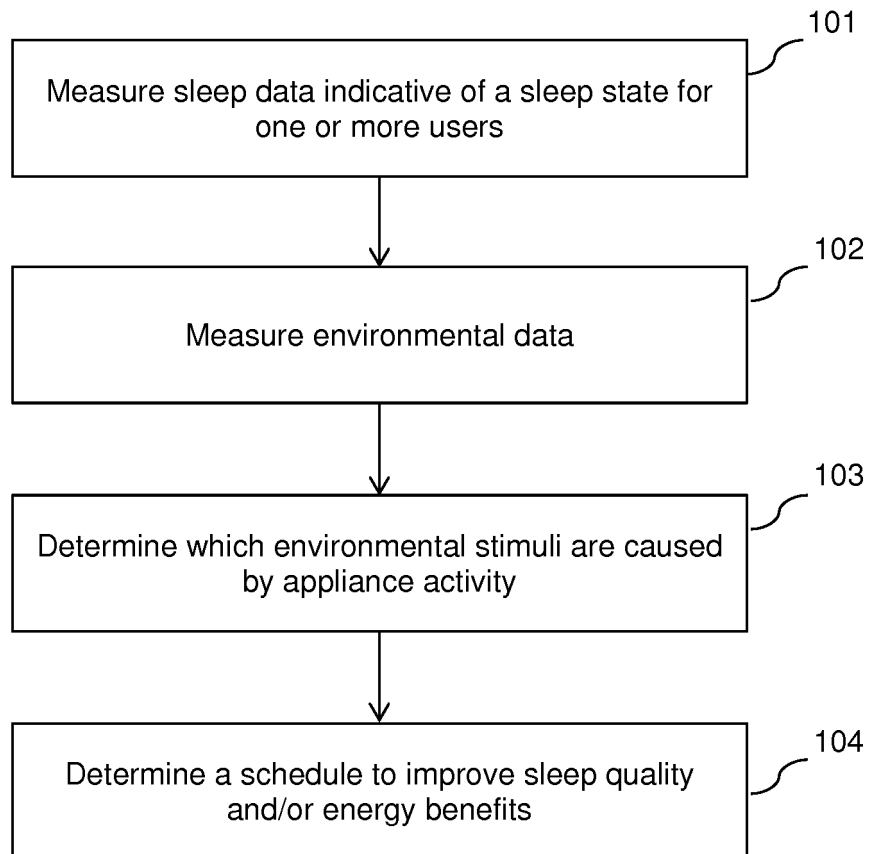 101
Measure sleep data indicative of a sleep state for
one or more users
102
Measure environmental data
103
Determine which environmental stimuli are caused
by appliance activity
104
Determine a schedule to improve sleep quality
and/or energy benefits